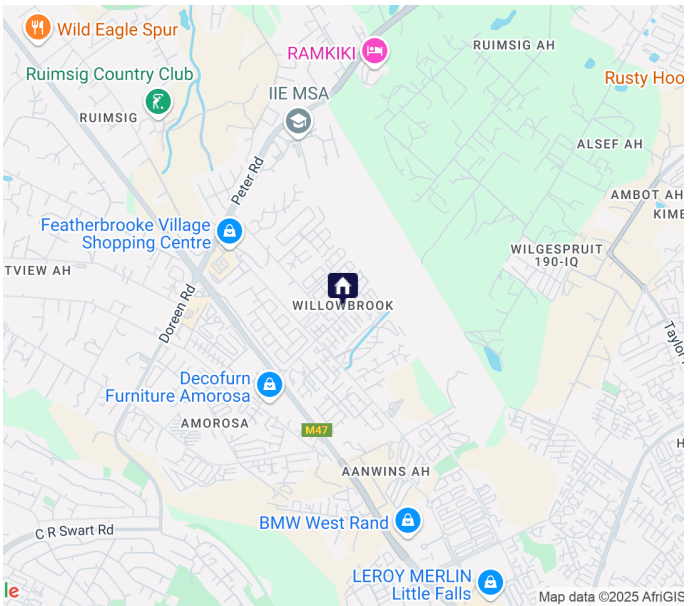 Wild Eagle Spur
RAMKIKI
RUIMSIG AH
Ruimsig Country Club
Rusty Hoo
IIE MSA
RUIMSIG
ALSEF AH
Peter Rd
AMBOT AH
KIMB
Featherbrooke Village
Shopping Centre
WILGESPRUIT
190-IQ
TVIEW AH
Doreen Rd
WILLOWBROOK
Taylor
Decofurn
Furniture Amorosa
AMOROSA
M47
H
AANWINS AH
C R Swart Rd
BMW West Rand
LEROY MERLIN
Little Falls
le
Map data ©2025 AfriGIS